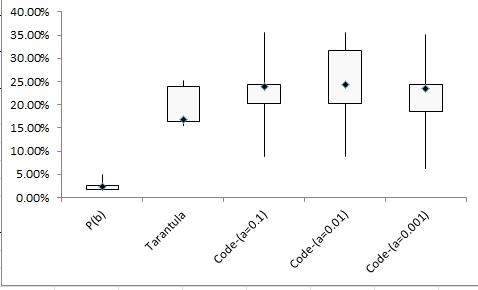 40.00%
35.00%
30.00%
25.00%
20.00%
15.00%
10.00%
5.00%
0.00%
P(b)
Tarantula
Code-(a=0.1)
Code-(a=0.01)
Code-(a=0.001)